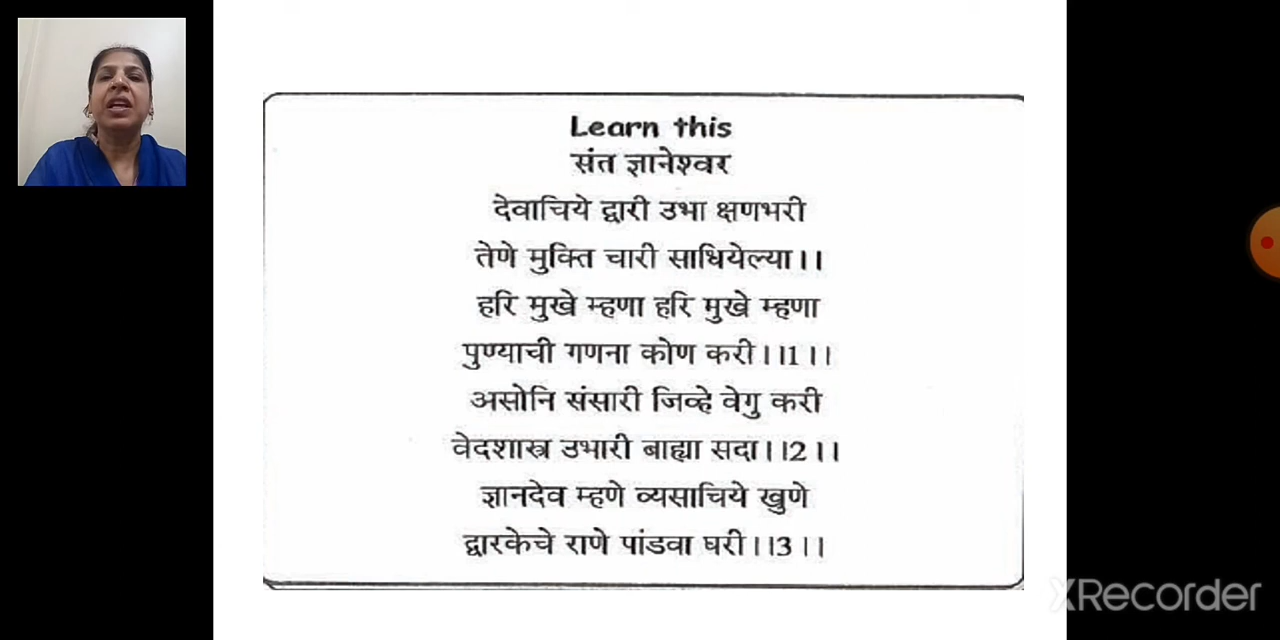 Learn this
संत ज्ञानेश्वर
देवाचिये द्वारी उभा क्षणभरी
तेणे मुक्ति चारी साधियेल्या।।
हरि मुखे म्हणा हरि मुखे म्हणा
पुण्याची गणना कोण करी।।1।।
असोनि संसारी जिव्हे वेगु करी
वेदशास्त्र उभारी बाह्या सदा।।2।।
ज्ञानदेव म्हणे व्यसाचिये खुणे
द्वारकेचे राणे पांडवा घरी।।3।।
XRecorder